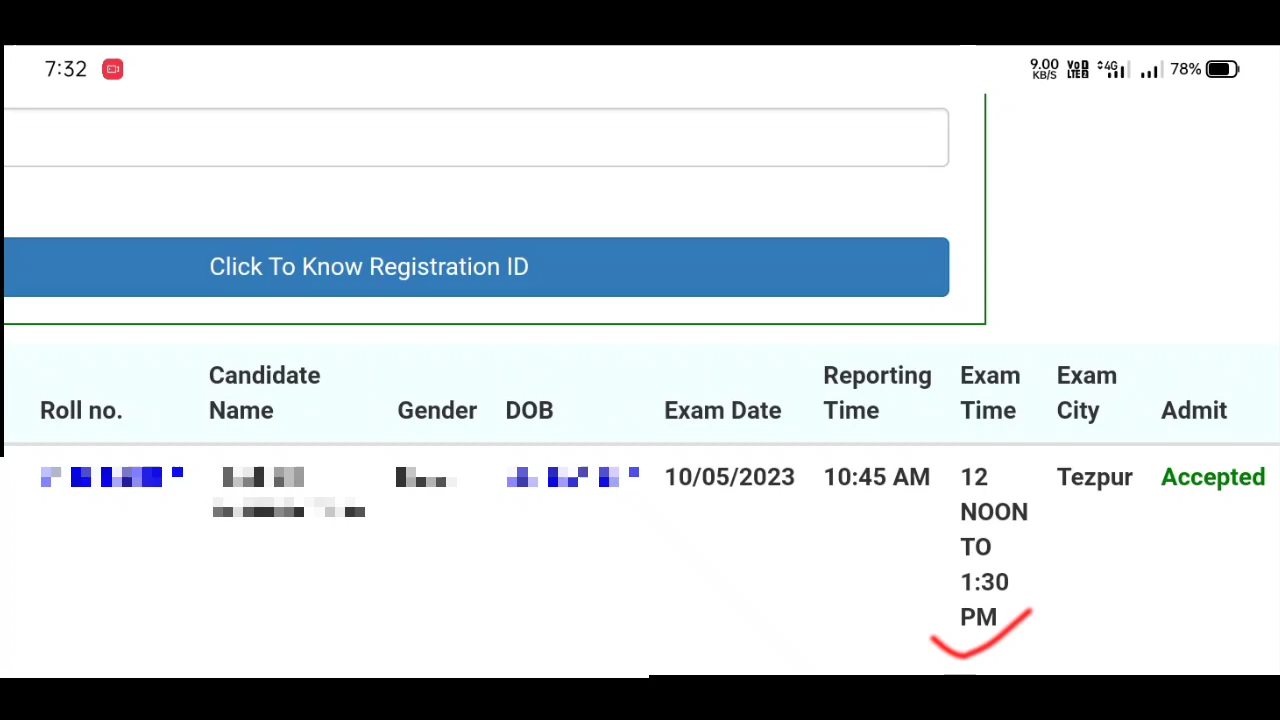 7:32
9.00 KB/S Vo LTE 2 4G 78%
Click To Know Registration ID
Roll no. Candidate Name Gender DOB Exam Date Reporting Time Exam Time Exam City Admit
10/05/2023 10:45 AM 12 Tezpur Accepted
NOON
TO
1:30
PM